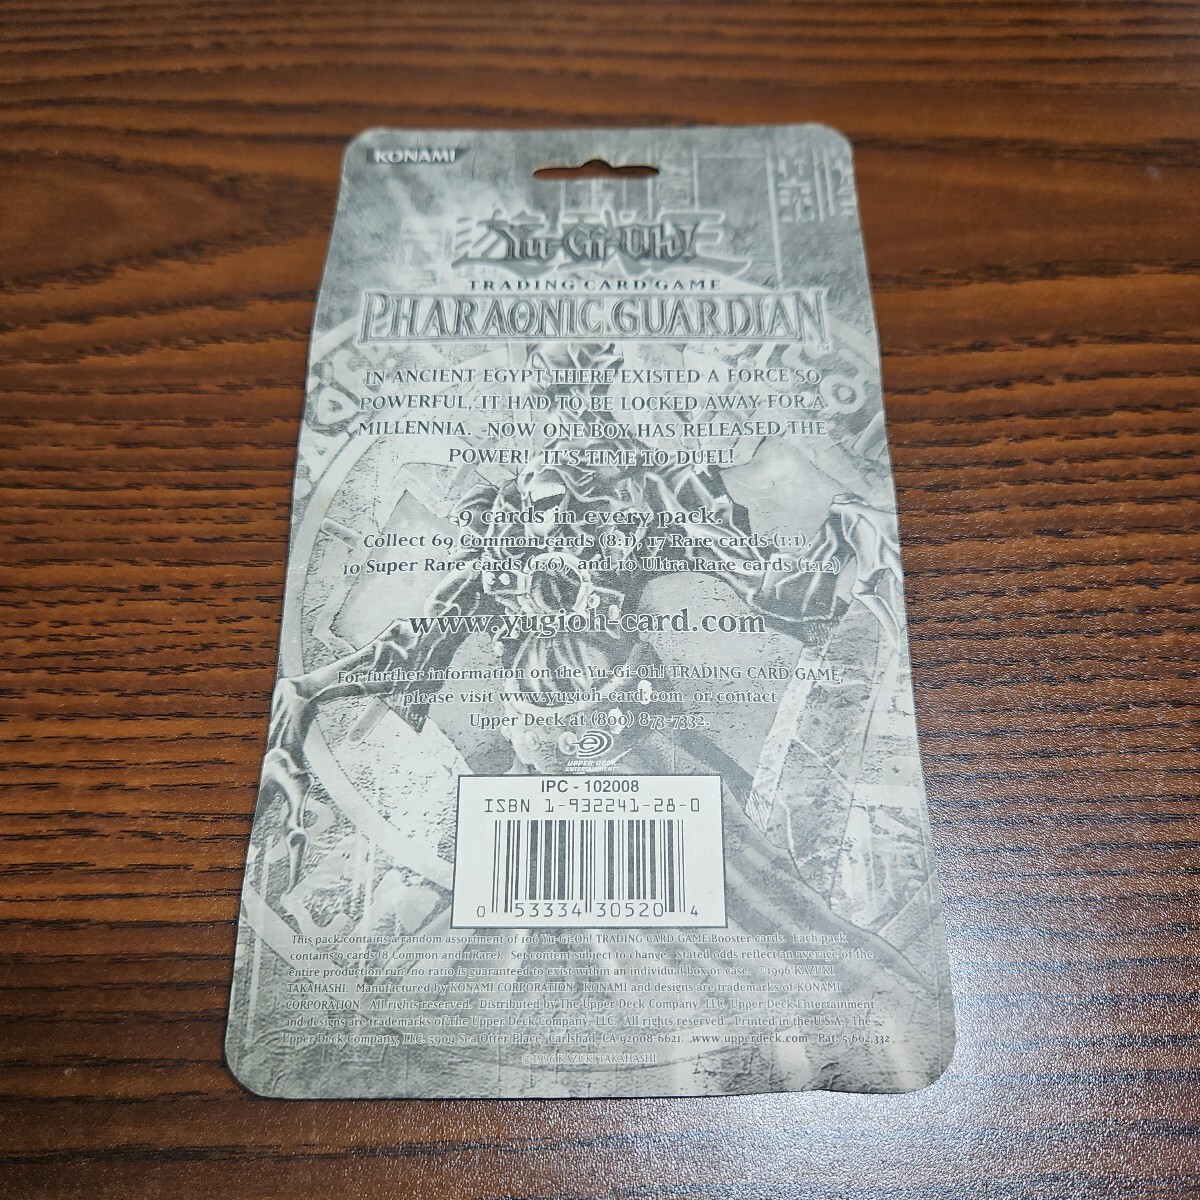 KONAMI
Yu-Gi-Oh!
TRADING CARD GAME
PHARAONIC GUARDIAN
IN ANCIENT EGYPT THERE EXISTED A FORCE SO
POWERFUL, IT HAD TO BE LOCKED AWAY FOR A
MILLENNIA. NOW ONE BOY HAS RELEASED THE
POWER! IT'S TIME TO DUEL!
9 cards in every pack.
Collect 69 Common cards (8:1), 17 Rare cards (1:1),
10 Super Rare cards (1:6), and 10 Ultra Rare cards (1:12)
www.yugioh-card.com
For further information on the Yu-Gi-Oh! TRADING CARD GAME,
please visit www.yugioh-card.com or contact
Upper Deck at (800) 873-7332.
UPPER DECK
ENTERTAINMENT
IPC - 102008
ISBN 1-932241-28-0
0 53334 30520 4
This pack contains a random assortment of 106 Yu-Gi-Oh! TRADING CARD GAME Booster cards. Each pack
contains 9 cards (8 Common and 1 Rare). Set content subject to change. Stated odds reflect an average of the
entire production run; no ratio is guaranteed to exist within an individual box or case. ©1996 KAZUKI
TAKAHASHI. Manufactured by KONAMI CORPORATION. KONAMI and designs are trademarks of KONAMI
CORPORATION. All rights reserved. Distributed by The Upper Deck Company, LLC. Upper Deck Entertainment
and designs are trademarks of The Upper Deck Company, LLC. All rights reserved. Printed in the U.S.A. The
Upper Deck Company, LLC. 5909 Sea Otter Place, Carlsbad, CA 92008-6621. www.upperdeck.com Pat. 5,662,332
©1996 KAZUKI TAKAHASHI